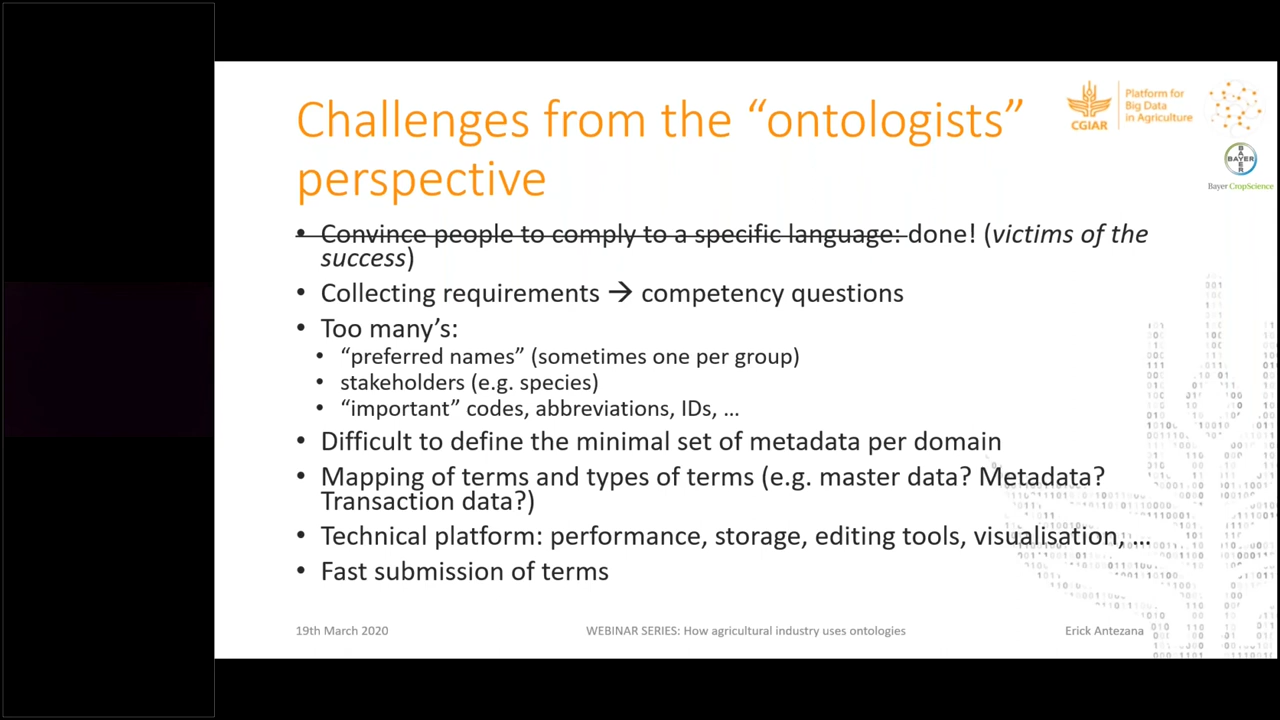 Challenges from the “ontologists”
perspective
CGIAR
Platform for
Big Data
in Agriculture
BAYER
BAYER
Bayer CropScience
• Convince people to comply to a specific language: done! (victims of the
success)
• Collecting requirements → competency questions
• Too many’s:
• “preferred names” (sometimes one per group)
• stakeholders (e.g. species)
• “important” codes, abbreviations, IDs, …
• Difficult to define the minimal set of metadata per domain
• Mapping of terms and types of terms (e.g. master data? Metadata?
Transaction data?)
• Technical platform: performance, storage, editing tools, visualisation, …
• Fast submission of terms
19th March 2020
WEBINAR SERIES: How agricultural industry uses ontologies
Erick Antezana